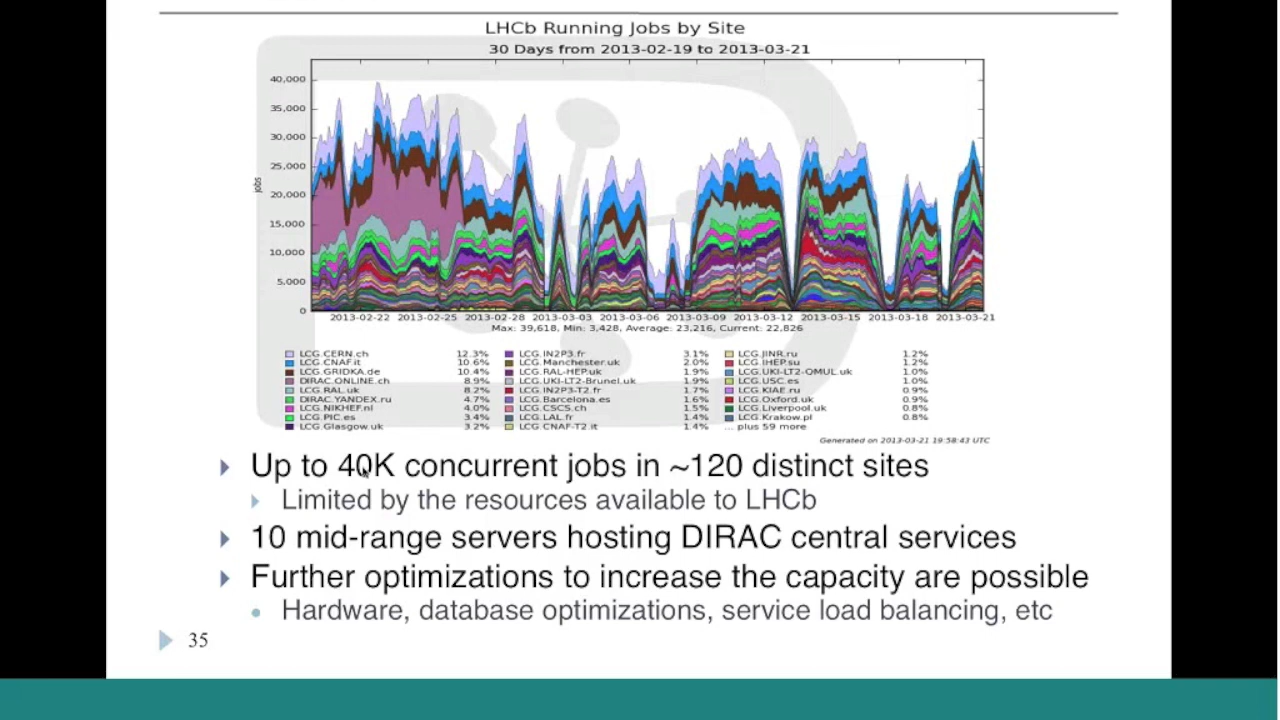 LHCb Running Jobs by Site
30 Days from 2013-02-19 to 2013-03-21
40,000
35,000
30,000
25,000
20,000
15,000
10,000
5,000
0
jobs
2013-02-22 2013-02-25 2013-02-28 2013-03-03 2013-03-06 2013-03-09 2013-03-12 2013-03-15 2013-03-18 2013-03-21
Max: 39,618, Min: 3,428, Average: 23,216, Current: 22,826
LCG.CERN.ch 12.3% LCG.IN2P3.fr 3.1% LCG.JINR.ru 1.2%
LCG.CNAF.it 10.6% LCG.Manchester.uk 2.0% LCG.IHEP.su 1.2%
LCG.GRIDKA.de 10.4% LCG.RAL-HEP.uk 1.9% LCG.UKI-LT2-QMUL.uk 1.0%
DIRAC.ONLINE.ch 8.9% LCG.UKI-LT2-Brunel.uk 1.9% LCG.USC.es 1.0%
LCG.RAL.uk 8.2% LCG.IN2P3-T2.fr 1.7% LCG.KIAE.ru 0.9%
DIRAC.YANDEX.ru 4.7% LCG.Barcelona.es 1.6% LCG.Oxford.uk 0.9%
LCG.NIKHEF.nl 4.0% LCG.CSCS.ch 1.5% LCG.Liverpool.uk 0.8%
LCG.PIC.es 3.4% LCG.LAL.fr 1.4% LCG.Krakow.pl 0.8%
LCG.Glasgow.uk 3.2% LCG.CNAF-T2.it 1.4% ... plus 59 more
Generated on 2013-03-21 19:58:43 UTC
Up to 40K concurrent jobs in ~120 distinct sites
Limited by the resources available to LHCb
10 mid-range servers hosting DIRAC central services
Further optimizations to increase the capacity are possible
Hardware, database optimizations, service load balancing, etc
35